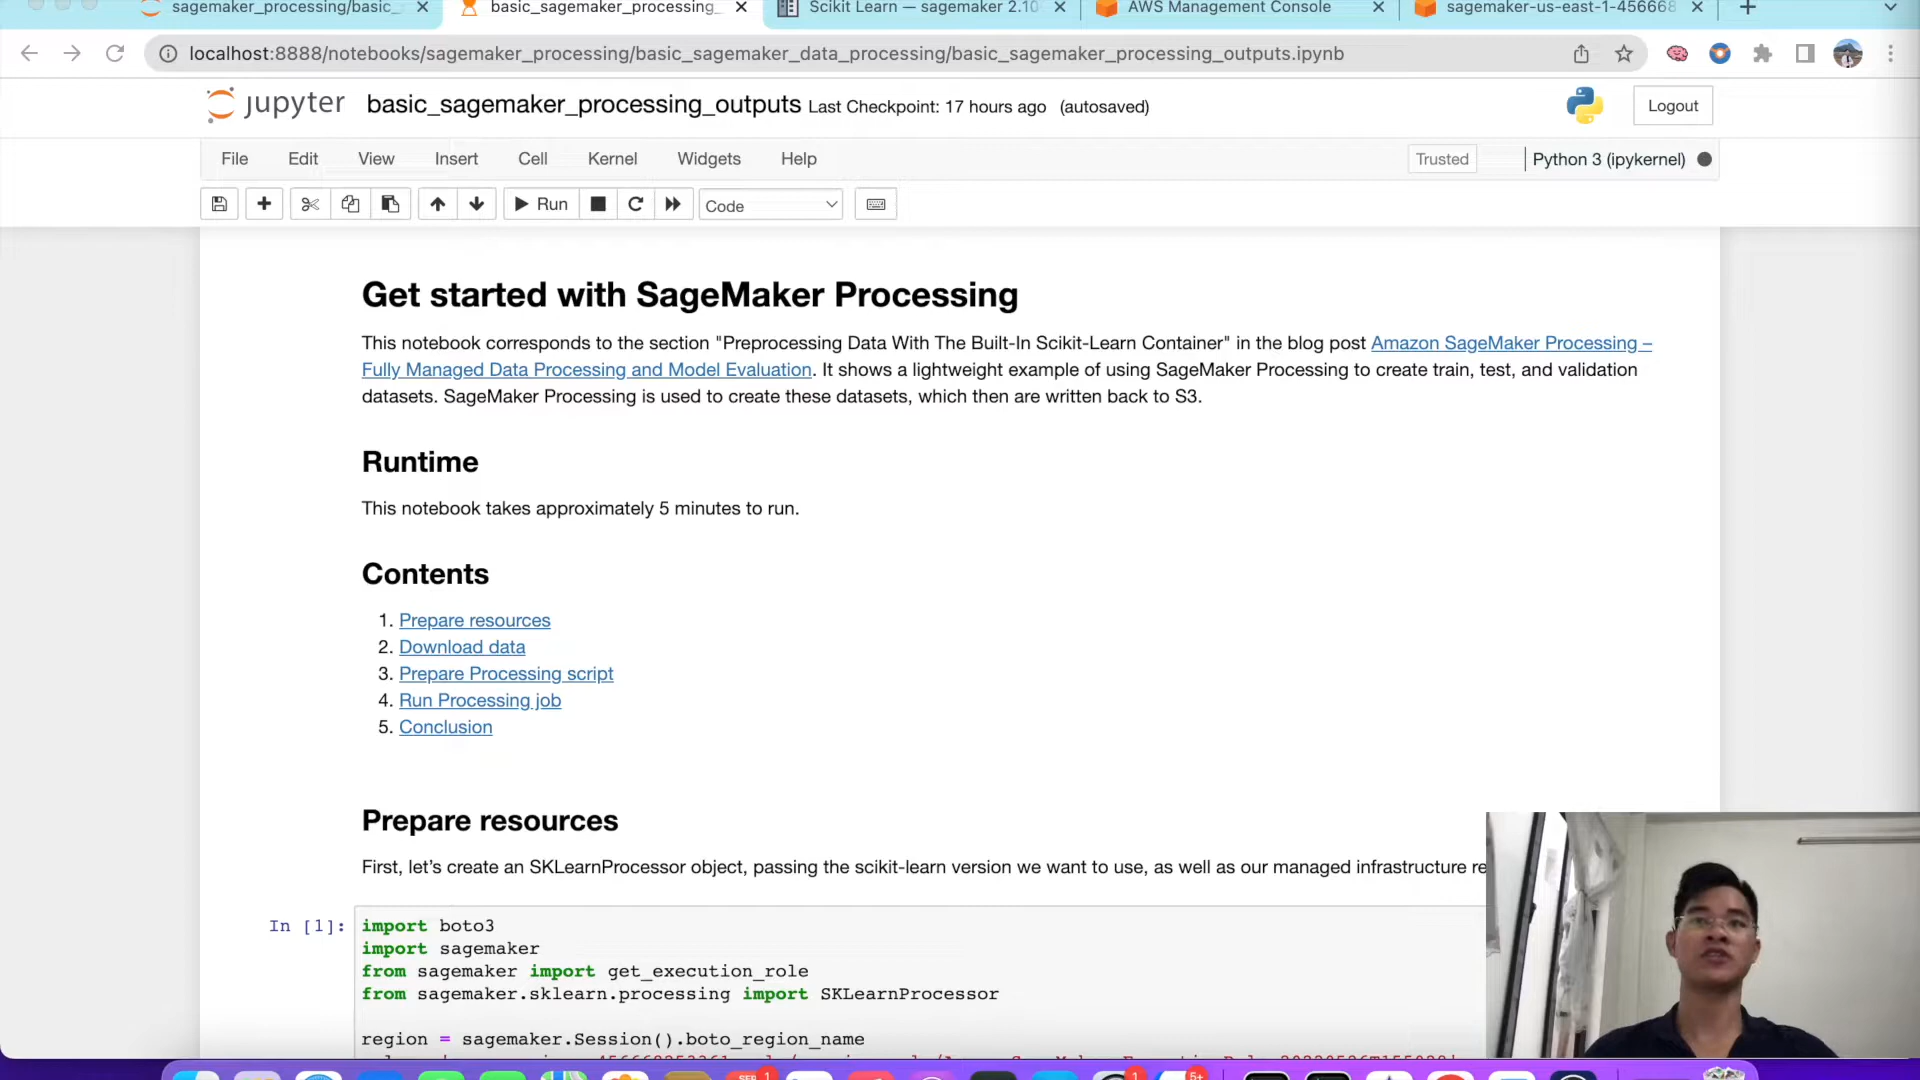 sagemaker_processing/basic_s
basic_sagemaker_processing_
Scikit Learn — sagemaker 2.10
AWS Management Console
sagemaker-us-east-1-456668
localhost:8888/notebooks/sagemaker_processing/basic_sagemaker_data_processing/basic_sagemaker_processing_outputs.ipynb
jupyter basic_sagemaker_processing_outputs Last Checkpoint: 17 hours ago (autosaved)
Logout
File Edit View Insert Cell Kernel Widgets Help
Trusted
Python 3 (ipykernel)
Run
Code
Get started with SageMaker Processing
This notebook corresponds to the section "Preprocessing Data With The Built-In Scikit-Learn Container" in the blog post Amazon SageMaker Processing –
Fully Managed Data Processing and Model Evaluation. It shows a lightweight example of using SageMaker Processing to create train, test, and validation
datasets. SageMaker Processing is used to create these datasets, which then are written back to S3.
Runtime
This notebook takes approximately 5 minutes to run.
Contents
1. Prepare resources
2. Download data
3. Prepare Processing script
4. Run Processing job
5. Conclusion
Prepare resources
First, let's create an SKLearnProcessor object, passing the scikit-learn version we want to use, as well as our managed infrastructure re
In [1]:
import boto3
import sagemaker
from sagemaker import get_execution_role
from sagemaker.sklearn.processing import SKLearnProcessor
region = sagemaker.Session().boto_region_name
SEP 1
1
5+